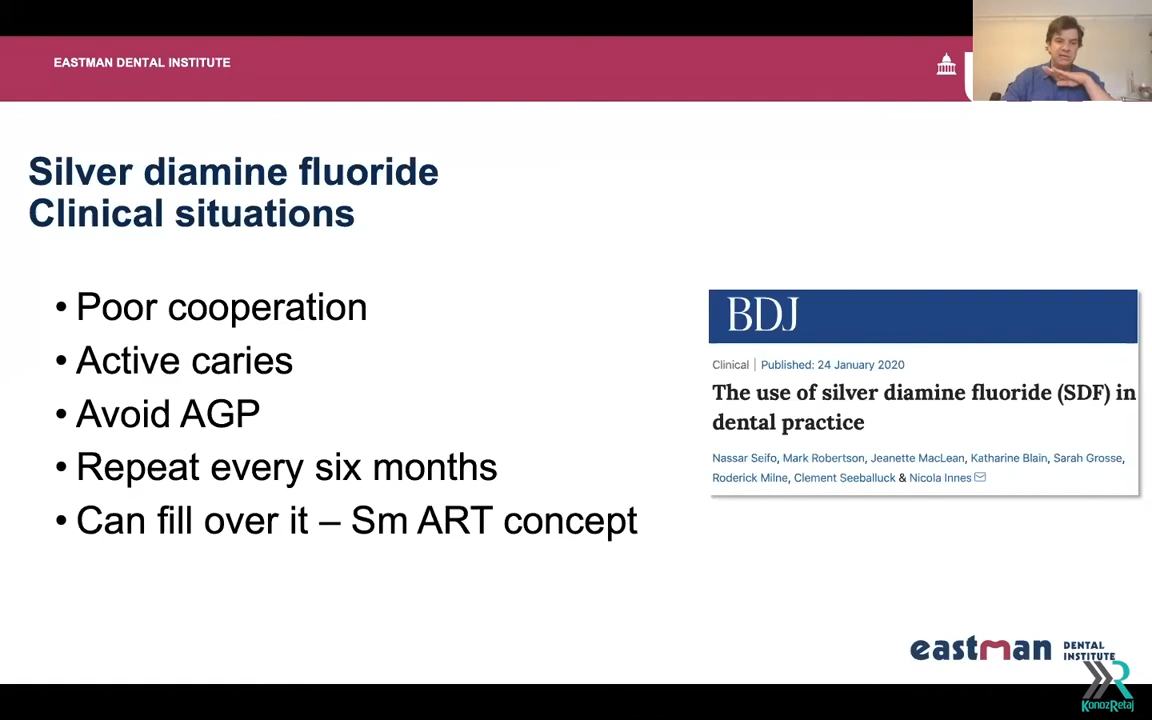 EASTMAN DENTAL INSTITUTE
Silver diamine fluoride
Clinical situations
• Poor cooperation
• Active caries
• Avoid AGP
• Repeat every six months
• Can fill over it – Sm ART concept
BDJ
Clinical | Published: 24 January 2020
The use of silver diamine fluoride (SDF) in
dental practice
Nassar Seifo, Mark Robertson, Jeanette MacLean, Katharine Blain, Sarah Grosse,
Roderick Milne, Clement Seeballuck & Nicola Innes
eastman DENTAL
INSTITUTE
KonozRetaj